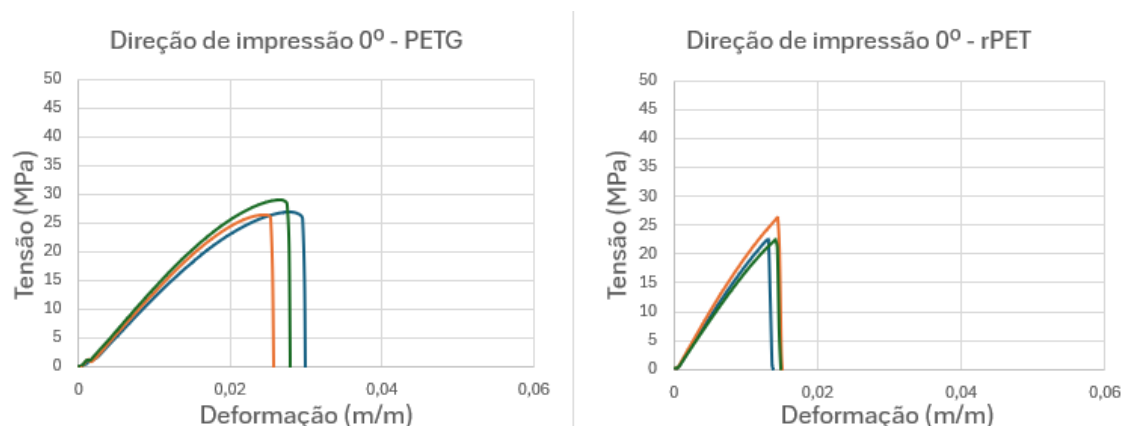 Direção de impressão 0º - PETG
Tensão (MPa)
50
45
40
35
30
25
20
15
10
5
0
0 0,02 0,04 0,06
Deformação (m/m)
Direção de impressão 0º - rPET
Tensão (MPa)
50
45
40
35
30
25
20
15
10
5
0
0 0,02 0,04 0,06
Deformação (m/m)